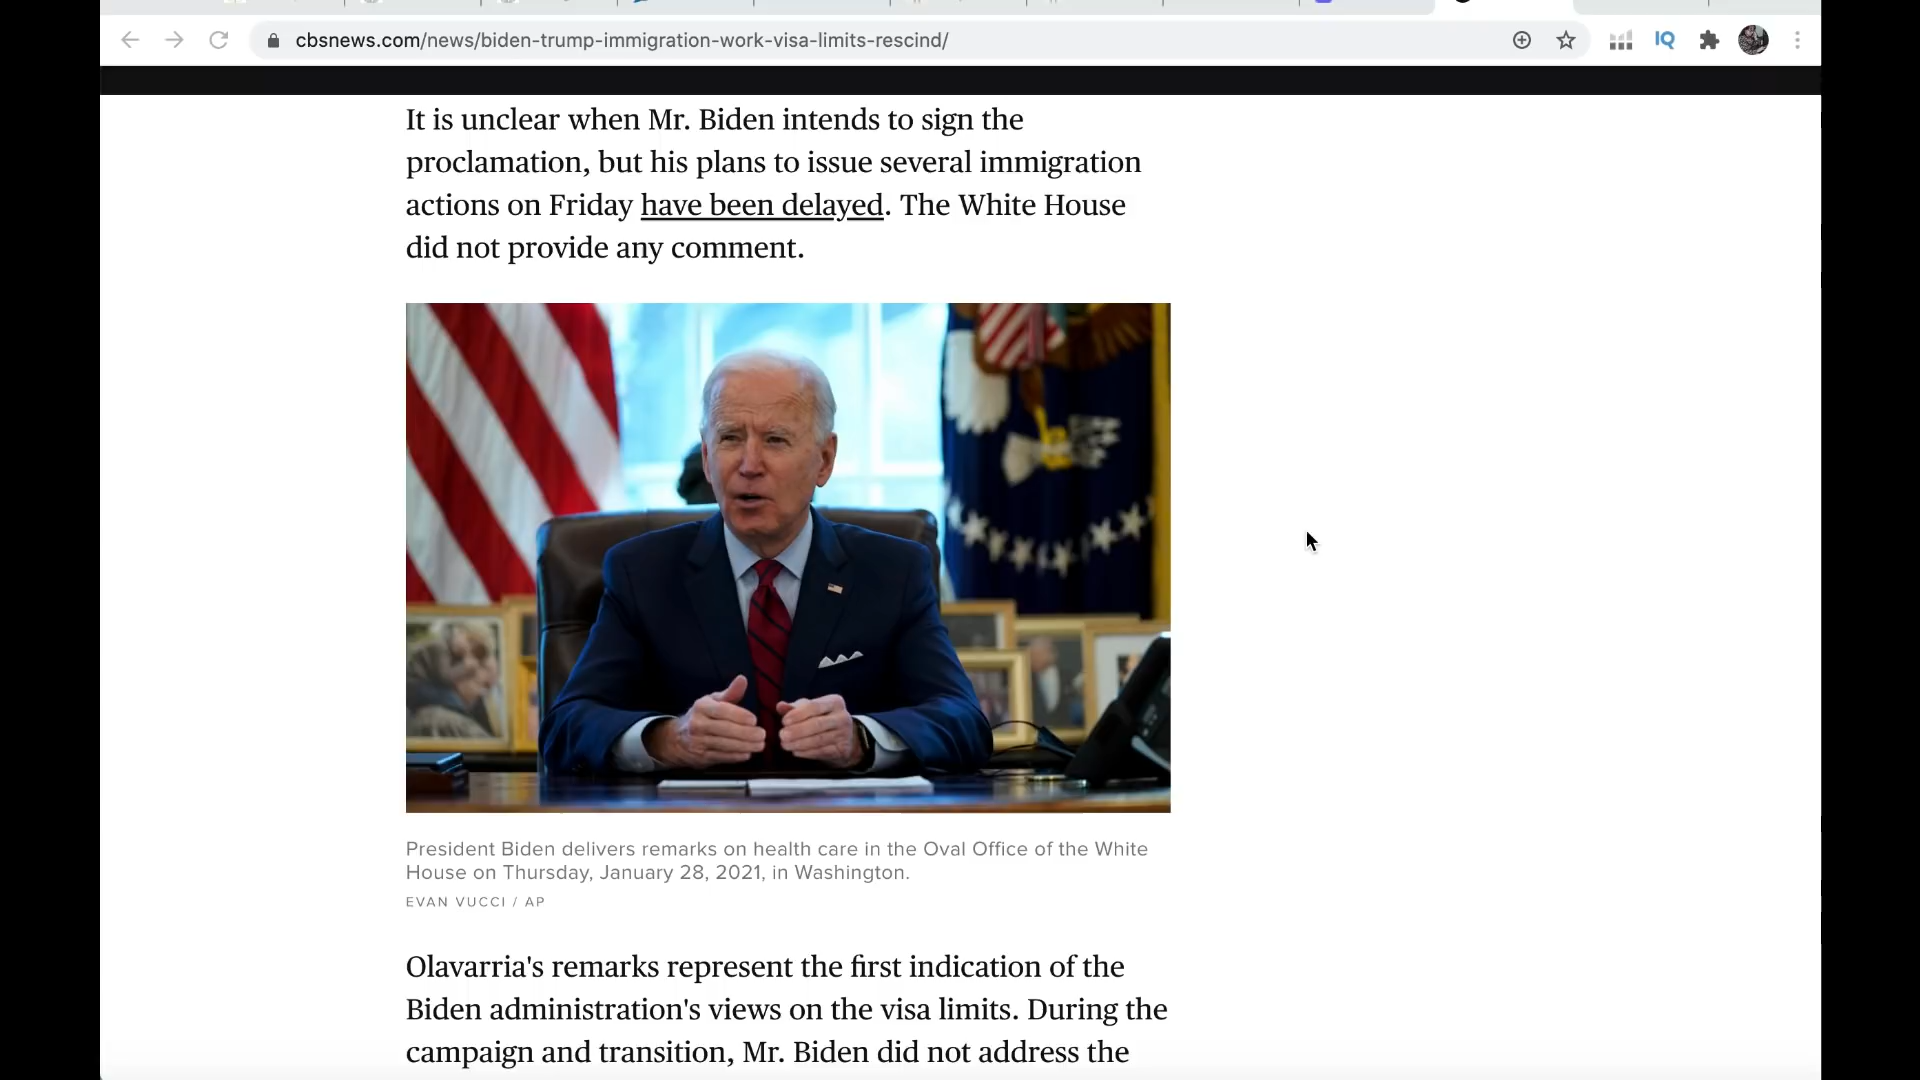 cbsnews.com/news/biden-trump-immigration-work-visa-limits-rescind/
IQ
It is unclear when Mr. Biden intends to sign the
proclamation, but his plans to issue several immigration
actions on Friday have been delayed. The White House
did not provide any comment.
President Biden delivers remarks on health care in the Oval Office of the White
House on Thursday, January 28, 2021, in Washington.
EVAN VUCCI / AP
Olavarria's remarks represent the first indication of the
Biden administration's views on the visa limits. During the
campaign and transition, Mr. Biden did not address the